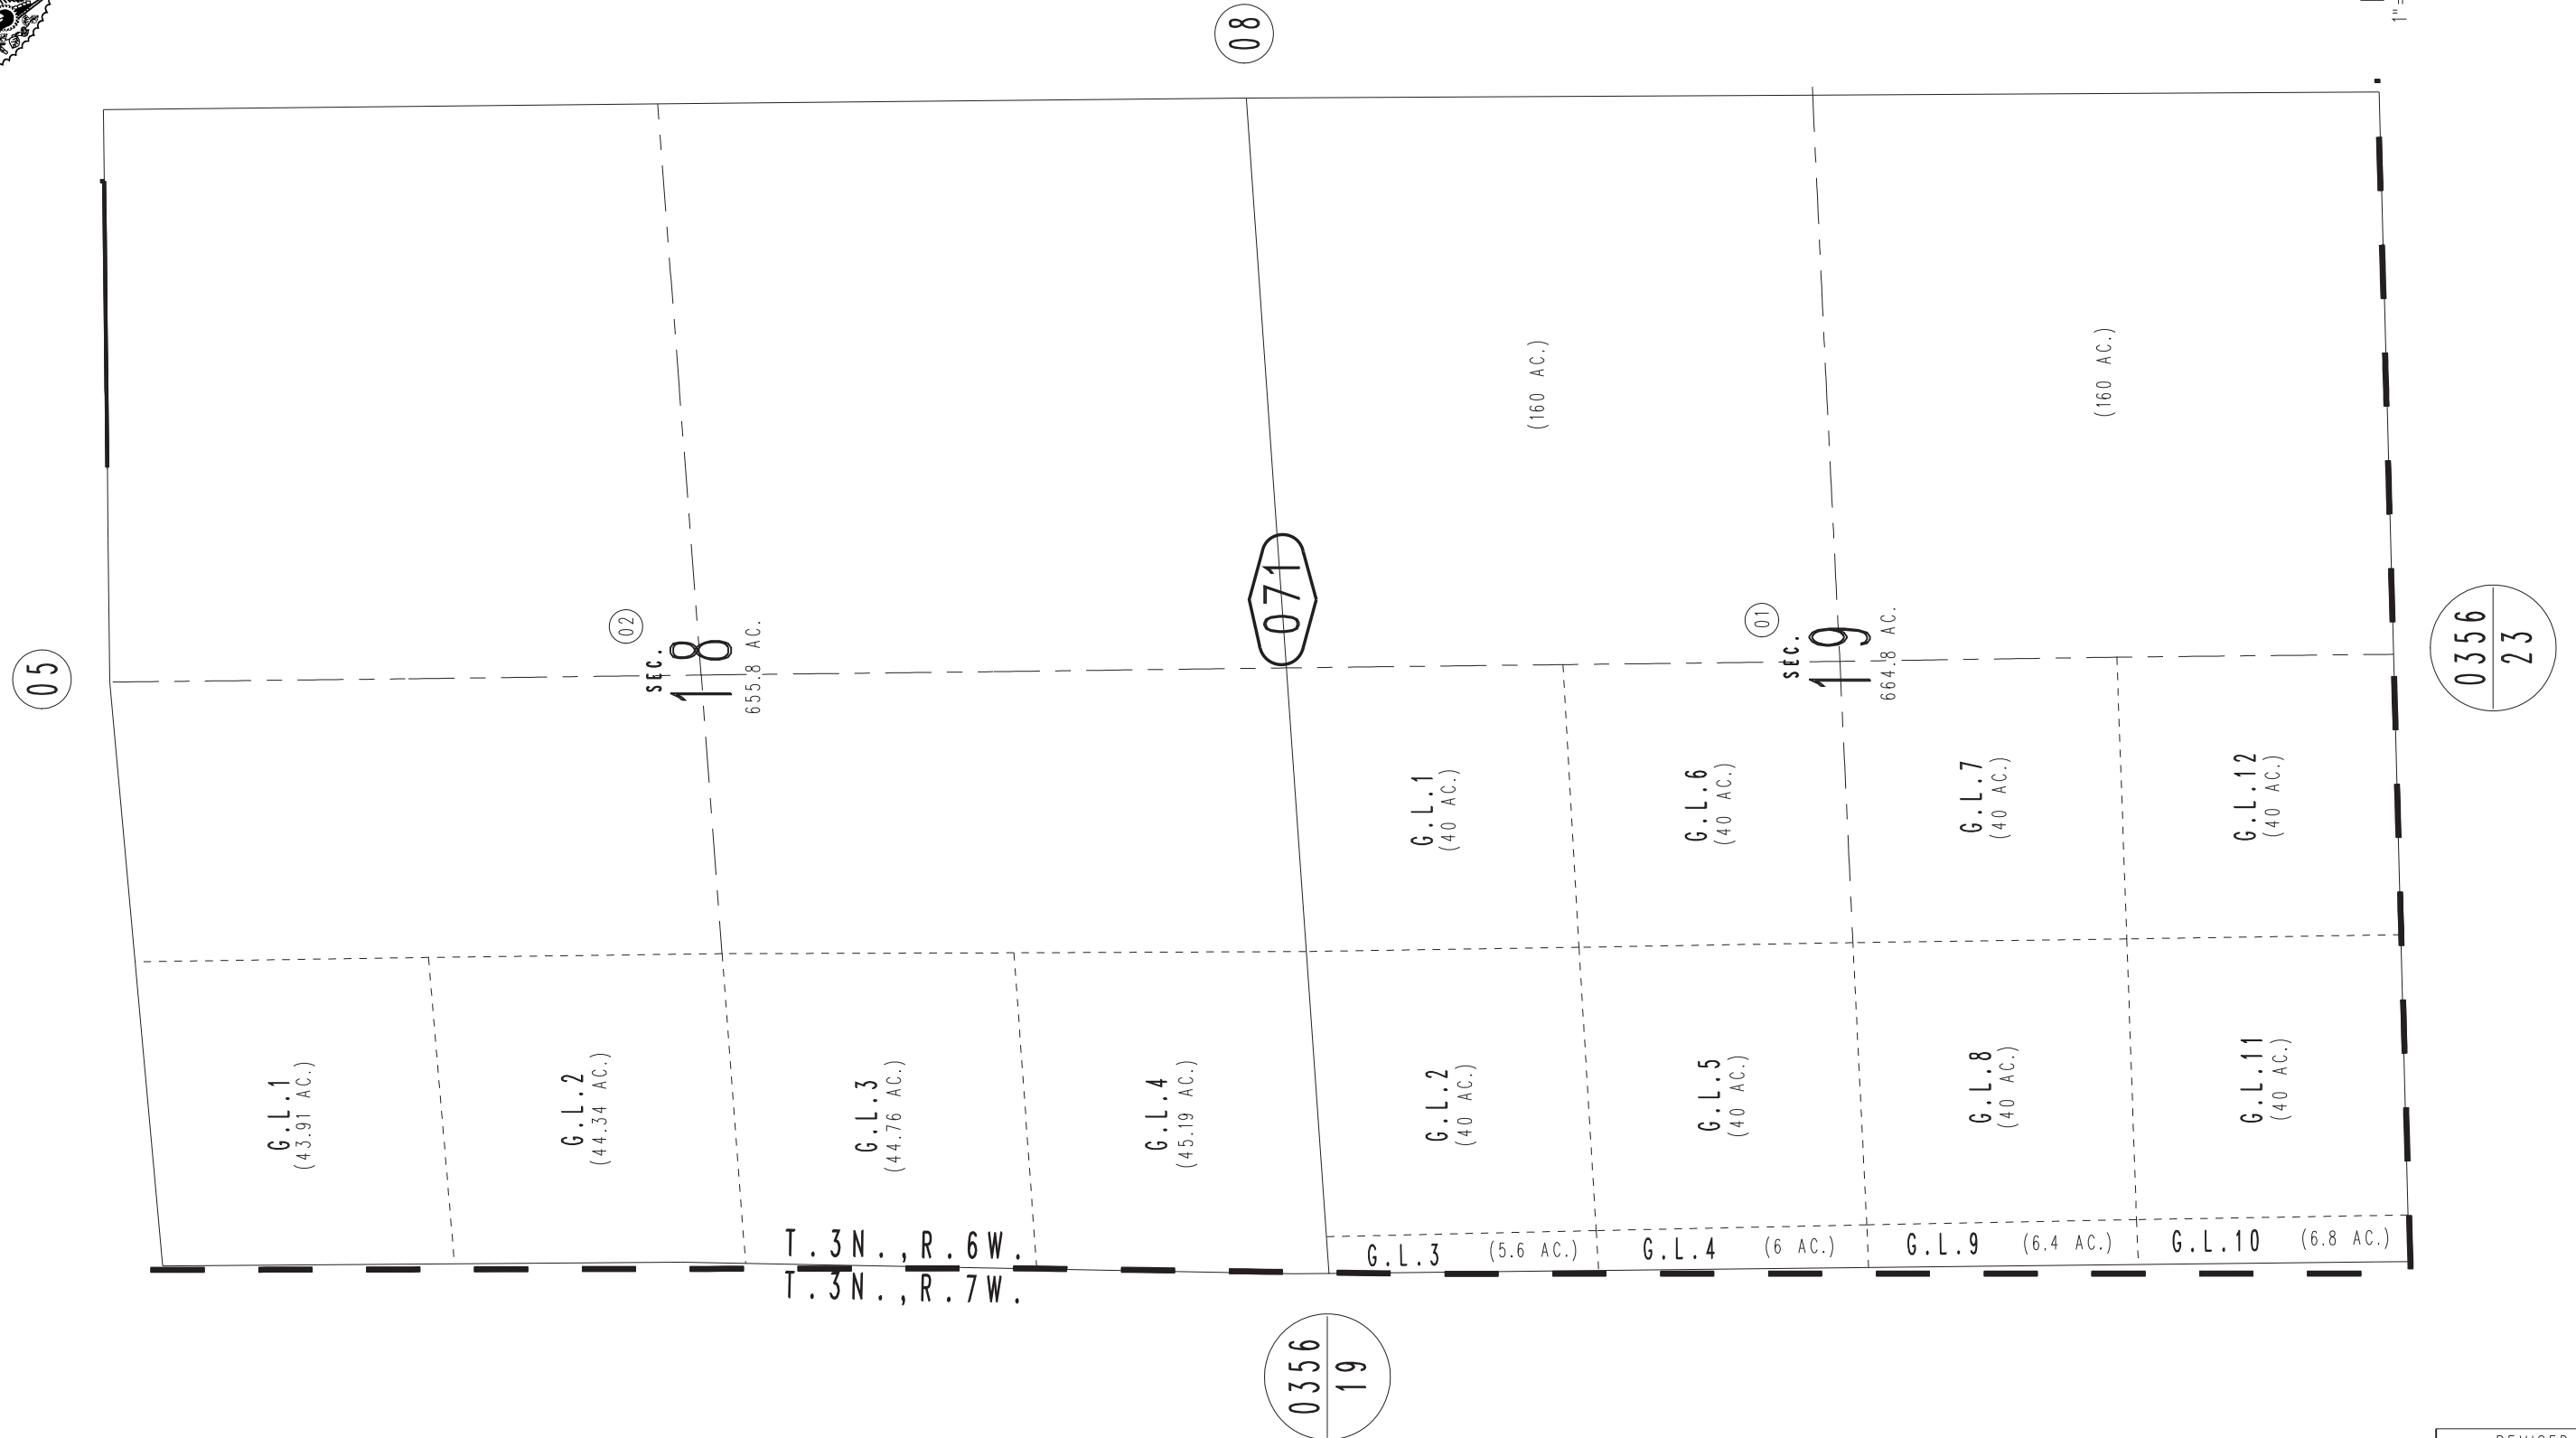 08
1"=
05
02
SEC.
18
655.8 AC.
071
(160 AC.)
(160 AC.)
01
SEC.
19
664.8 AC.
0356
23
G.L.1
(40 AC.)
G.L.6
(40 AC.)
G.L.7
(40 AC.)
G.L.12
(40 AC.)
G.L.1
(43.91 AC.)
G.L.2
(44.34 AC.)
G.L.3
(44.76 AC.)
G.L.4
(45.19 AC.)
G.L.2
(40 AC.)
G.L.5
(40 AC.)
G.L.8
(40 AC.)
G.L.11
(40 AC.)
G.L.3 (5.6 AC.)
G.L.4 (6 AC.)
G.L.9 (6.4 AC.)
G.L.10 (6.8 AC.)
T.3N.,R.6W.
T.3N.,R.7W.
0356
19